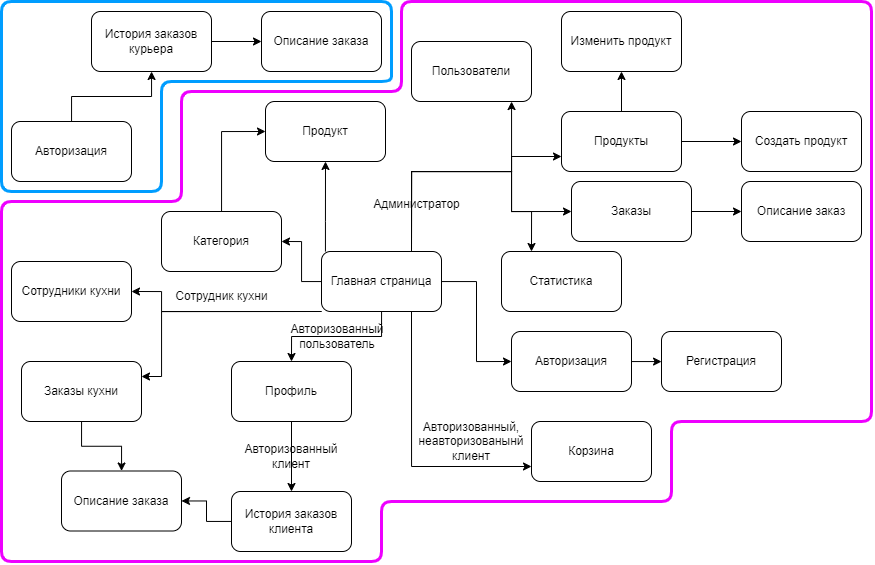 История заказов
курьера
Описание заказа
Авторизация
Изменить продукт
Пользователи
Продукт
Продукты
Создать продукт
Администратор
Заказы
Описание заказ
Категория
Главная страница
Статистика
Сотрудники кухни
Сотрудник кухни
Авторизованный
пользователь
Авторизация
Регистрация
Заказы кухни
Профиль
Авторизованный,
неавторизованынй
клиент
Корзина
Авторизованный
клиент
Описание заказа
История заказов
клиента